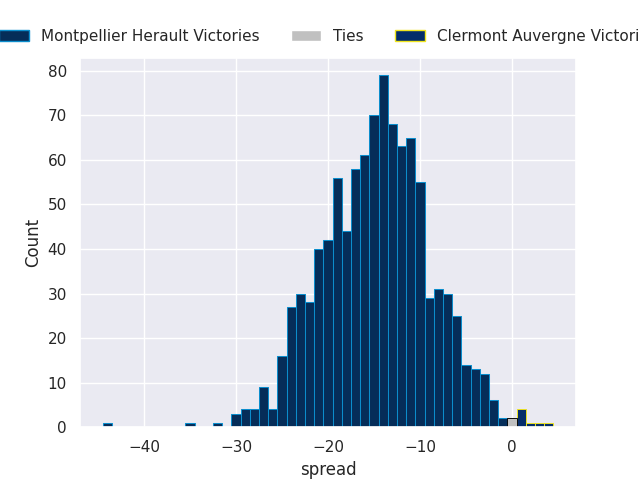 Montpellier Herault Victories Ties Clermont Auvergne Victori
80
70
60
50
40
30
20
10
0
Count
−40 −30 −20 −10 0
spread